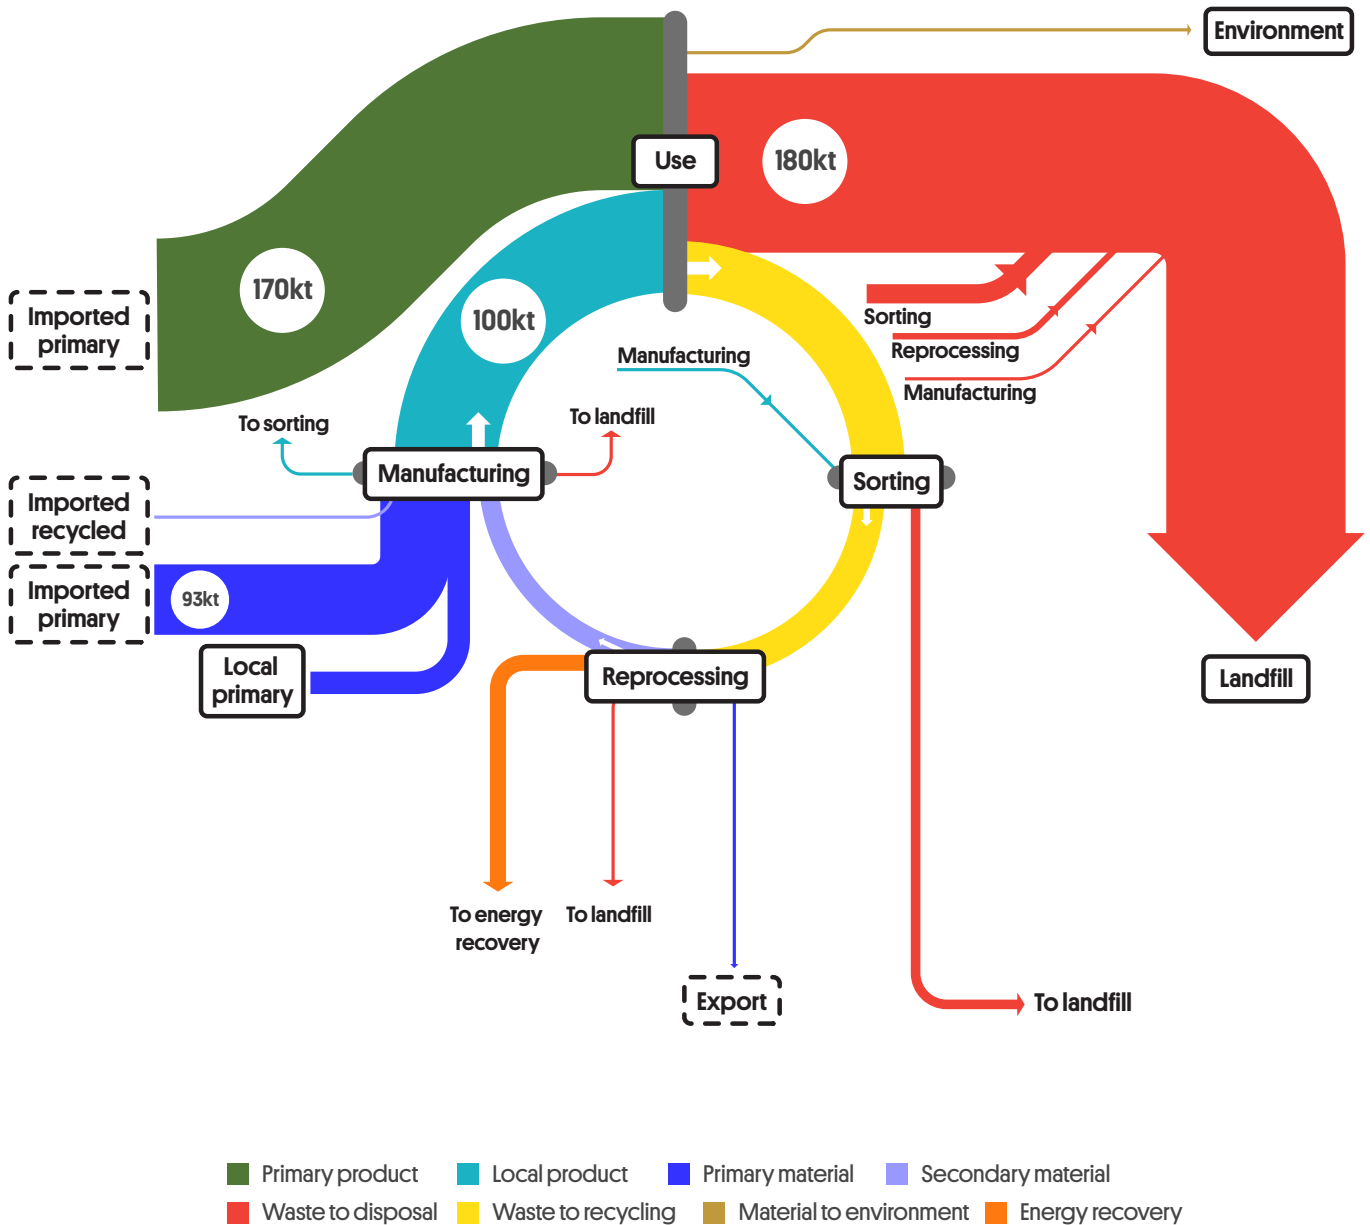 Environment
Use
180kt
170kt
Imported
primary
100kt
Sorting
Reprocessing
Manufacturing
Manufacturing
To sorting
To landfill
Manufacturing
Sorting
Imported
recycled
Imported
primary
93kt
Local
primary
Reprocessing
Landfill
To energy
recovery
To landfill
Export
To landfill
Primary product
Local product
Primary material
Secondary material
Waste to disposal
Waste to recycling
Material to environment
Energy recovery